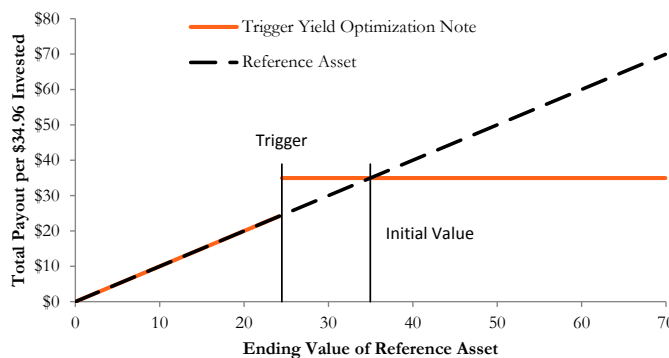 Trigger Yield Optimization Note
Reference Asset
Total Payout per $34.96 Invested
$80
$70
$60
$50
$40
$30
$20
$10
$0
Trigger
Initial Value
0 10 20 30 40 50 60 70
Ending Value of Reference Asset